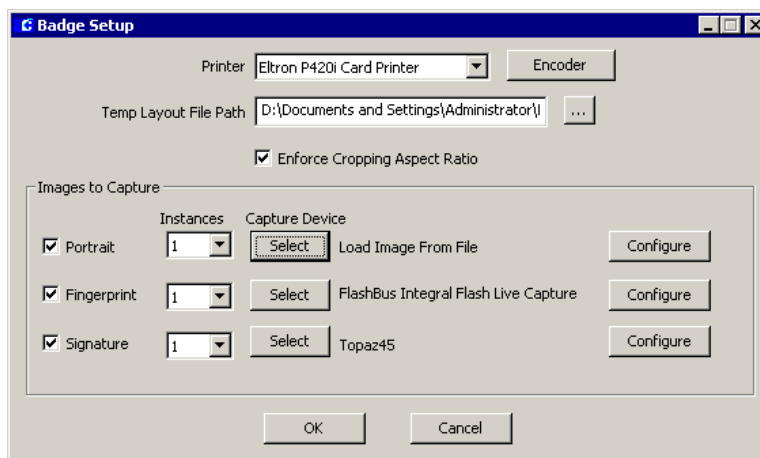 Badge Setup
Printer Eltron P420i Card Printer Encoder
Temp Layout File Path D:\Documents and Settings\Administrator\ ...
Enforce Cropping Aspect Ratio
Images to Capture
Instances Capture Device
Portrait 1 Select Load Image From File Configure
Fingerprint 1 Select FlashBus Integral Flash Live Capture Configure
Signature 1 Select Topaz45 Configure
OK Cancel